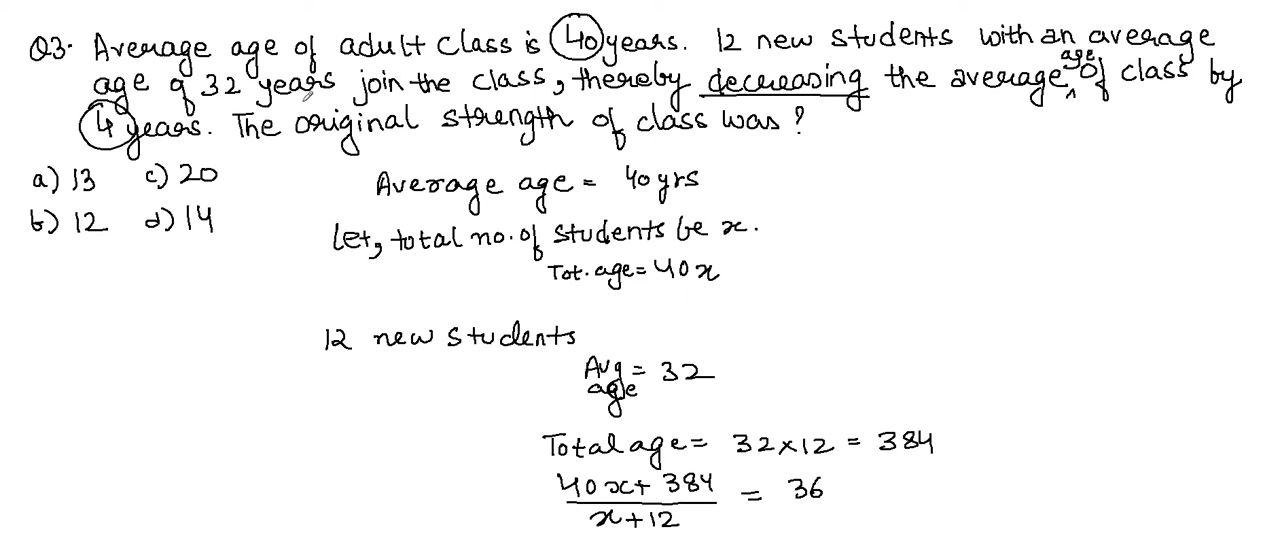 Q3. Average age of adult class is 40 years. 12 new students with an average
age of 32 years join the class, thereby decreasing the average age of class by
4 years. The original strength of class was?
a) 13 c) 20
b) 12 d) 14
Average age = 40 yrs
Let, total no. of students be x.
Tot. age = 40x
12 new students
Avg age = 32
Total age = 32 × 12 = 384
40x + 384
x + 12
= 36